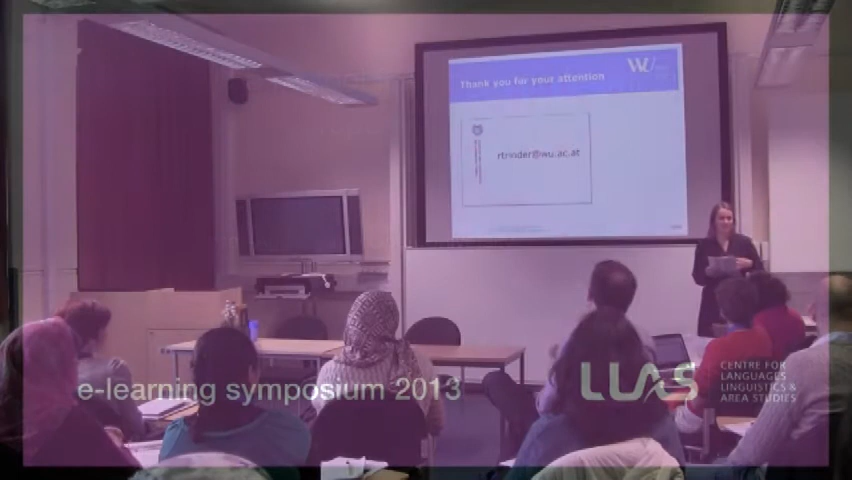 WU
Thank you for your attention
rtrinder@wu.ac.at
e-learning symposium 2013
LLAS
CENTRE FOR
LANGUAGES
LINGUISTICS &
AREA STUDIES